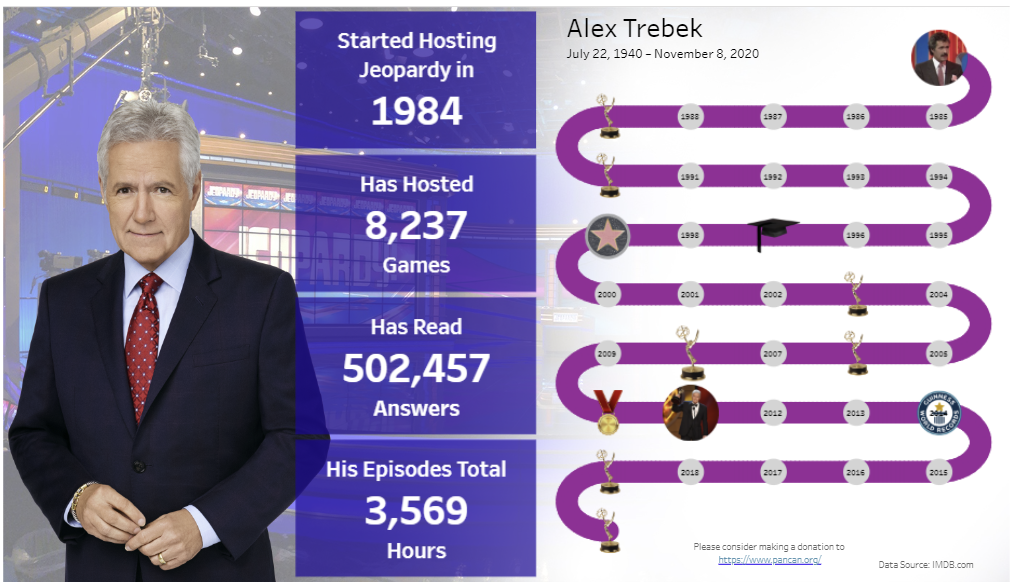 Started Hosting
Jeopardy in
1984
Has Hosted
8,237
Games
Has Read
502,457
Answers
His Episodes Total
3,569
Hours
Alex Trebek
July 22, 1940 – November 8, 2020
1988 1987 1986 1985
1991 1992 1993 1994
1998 1996 1995
2000 2001 2002 2004
2009 2007 2005
2012 2013 GUINNESS 2014 WORLD RECORDS
2018 2017 2016 2015
Please consider making a donation to
https://www.pancan.org/
Data Source: IMDB.com